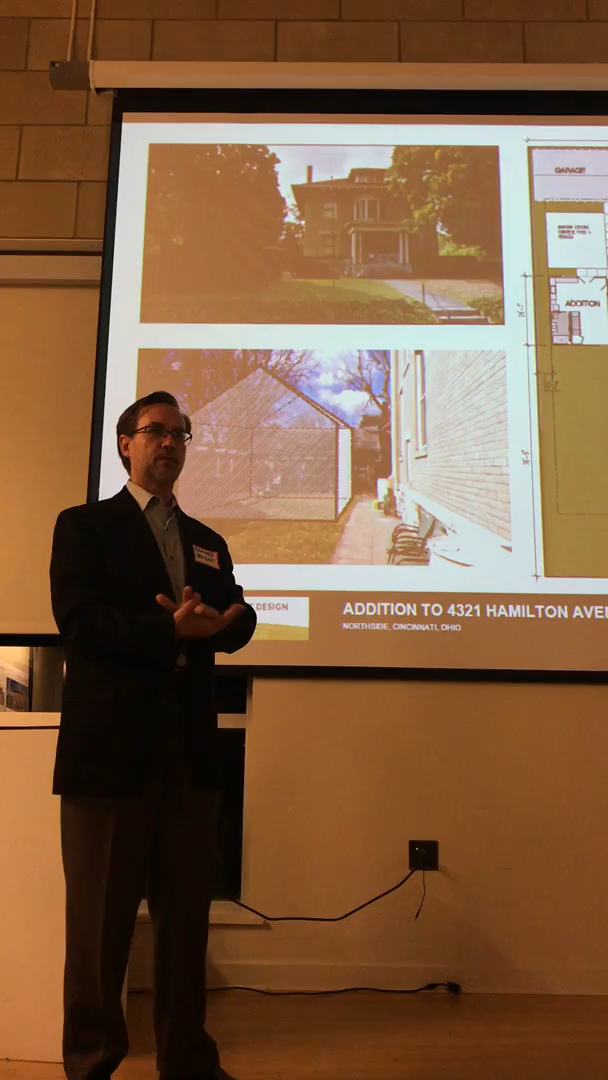 GARAGE
ADDITION
DESIGN
ADDITION TO 4321 HAMILTON AVE
NORTHSIDE, CINCINNATI, OHIO